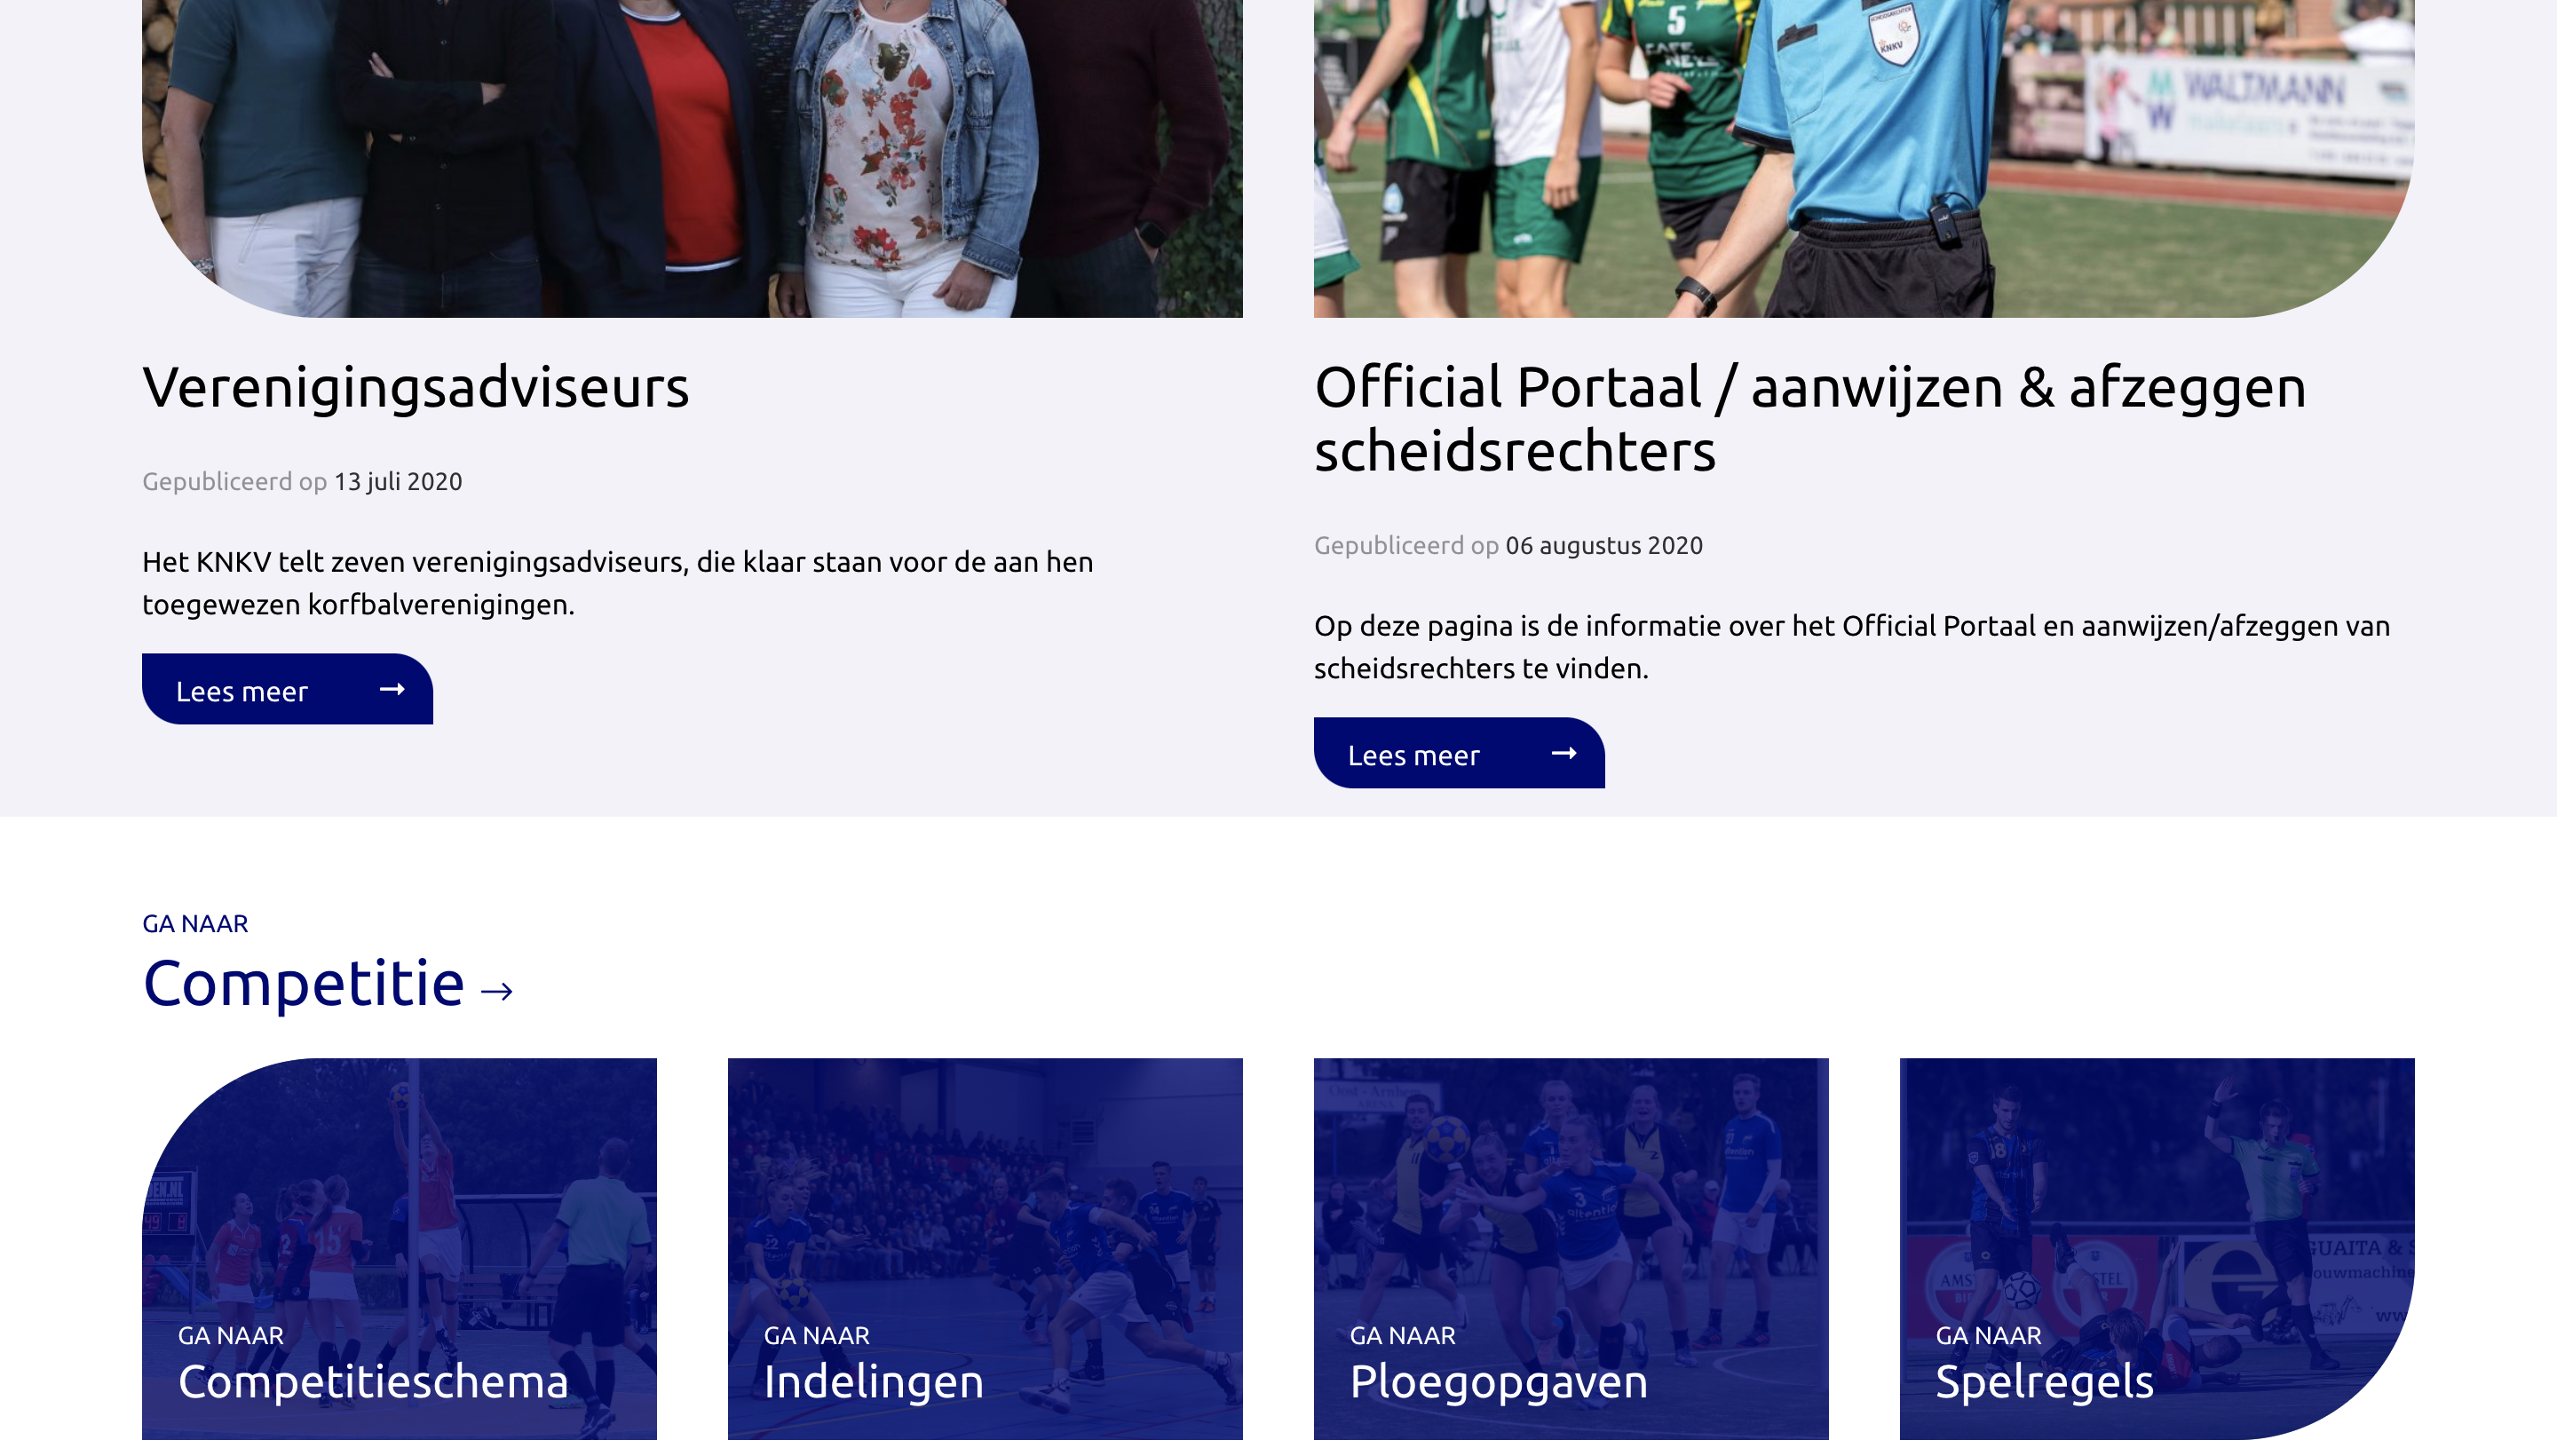 5
KNKV
WALTMANN
Verenigingsadviseurs
Gepubliceerd op 13 juli 2020
Het KNKV telt zeven verenigingsadviseurs, die klaar staan voor de aan hen
toegewezen korfbalverenigingen.
Lees meer
Official Portaal / aanwijzen & afzeggen
scheidsrechters
Gepubliceerd op 06 augustus 2020
Op deze pagina is de informatie over het Official Portaal en aanwijzen/afzeggen van
scheidsrechters te vinden.
Lees meer
GA NAAR
Competitie
GA NAAR
Competitieschema
GA NAAR
Indelingen
GA NAAR
Ploegopgaven
GA NAAR
Spelregels